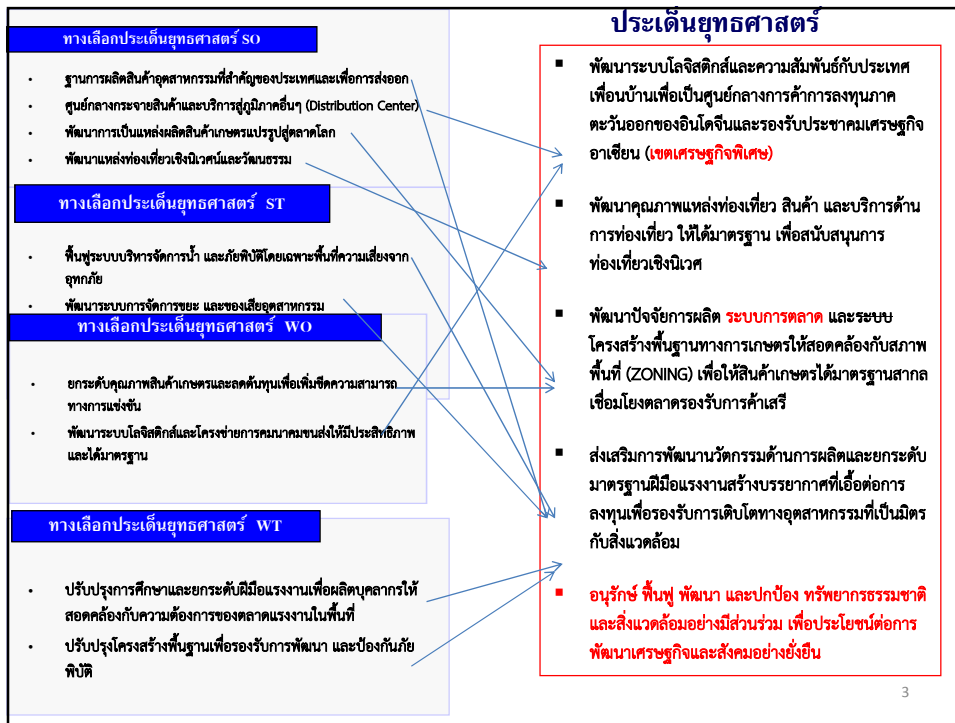 ประเด็นยุทธศาสตร์
ทางเลือกประเด็นยุทธศาสตร์ SO
• ฐานการผลิตสินค้าอุตสาหกรรมที่สำคัญของประเทศและเพื่อการส่งออก
• ศูนย์กลางกระจายสินค้าและบริการสู่ภูมิภาคอื่นๆ (Distribution Center)
• พัฒนาการเป็นแหล่งผลิตสินค้าเกษตรแปรรูปสู่ตลาดโลก
• พัฒนาแหล่งท่องเที่ยวเชิงนิเวศน์และวัฒนธรรม
ทางเลือกประเด็นยุทธศาสตร์ ST
• ฟื้นฟูระบบบริหารจัดการน้ำ และภัยพิบัติโดยเฉพาะพื้นที่ความเสี่ยงจาก
อุทกภัย
• พัฒนาระบบการจัดการขยะ และของเสียอุตสาหกรรม
ทางเลือกประเด็นยุทธศาสตร์ WO
• ยกระดับคุณภาพสินค้าเกษตรและลดต้นทุนเพื่อเพิ่มขีดความสามารถ
ทางการแข่งขัน
• พัฒนาระบบโลจิสติกส์และโครงข่ายการคมนาคมขนส่งให้มีประสิทธิภาพ
และได้มาตรฐาน
ทางเลือกประเด็นยุทธศาสตร์ WT
• ปรับปรุงการศึกษาและยกระดับฝีมือแรงงานเพื่อผลิตบุคลากรให้
สอดคล้องกับความต้องการของตลาดแรงงานในพื้นที่
• ปรับปรุงโครงสร้างพื้นฐานเพื่อรองรับการพัฒนา และป้องกันภัย
พิบัติ
▪ พัฒนาระบบโลจิสติกส์และความสัมพันธ์กับประเทศ
เพื่อนบ้านเพื่อเป็นศูนย์กลางการค้าการลงทุนภาค
ตะวันออกของอินโดจีนและรองรับประชาคมเศรษฐกิจ
อาเซียน (เขตเศรษฐกิจพิเศษ)
▪ พัฒนาคุณภาพแหล่งท่องเที่ยว สินค้า และบริการด้าน
การท่องเที่ยว ให้ได้มาตรฐาน เพื่อสนับสนุนการ
ท่องเที่ยวเชิงนิเวศ
▪ พัฒนาปัจจัยการผลิต ระบบการตลาด และระบบ
โครงสร้างพื้นฐานทางการเกษตรให้สอดคล้องกับสภาพ
พื้นที่ (ZONING) เพื่อให้สินค้าเกษตรได้มาตรฐานสากล
เชื่อมโยงตลาดรองรับการค้าเสรี
▪ ส่งเสริมการพัฒนานวัตกรรมด้านการผลิตและยกระดับ
มาตรฐานฝีมือแรงงานสร้างบรรยากาศที่เอื้อต่อการ
ลงทุนเพื่อรองรับการเติบโตทางอุตสาหกรรมที่เป็นมิตร
กับสิ่งแวดล้อม
▪ อนุรักษ์ ฟื้นฟู พัฒนา และปกป้อง ทรัพยากรธรรมชาติ
และสิ่งแวดล้อมอย่างมีส่วนร่วม เพื่อประโยชน์ต่อการ
พัฒนาเศรษฐกิจและสังคมอย่างยั่งยืน
3